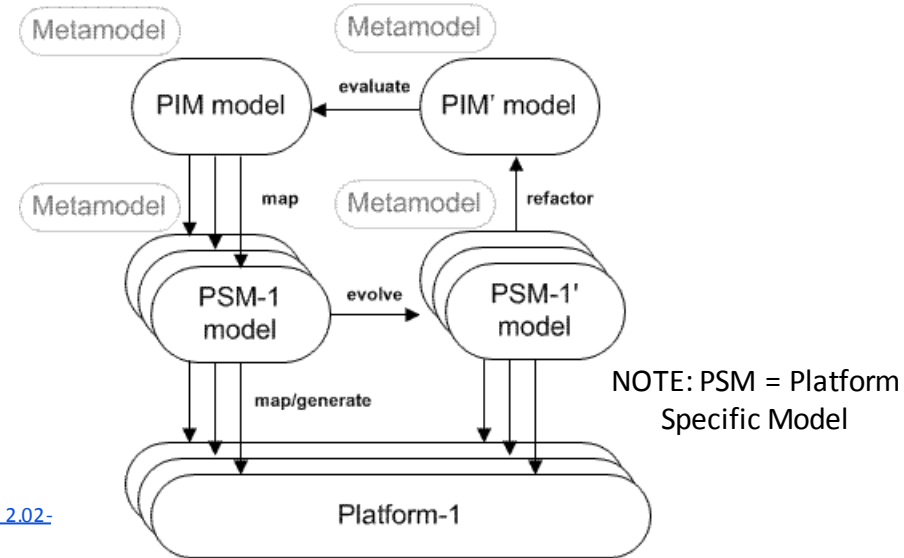 Metamodel
Metamodel
PIM model
evaluate
PIM' model
Metamodel
map
Metamodel
refactor
PSM-1
model
evolve
PSM-1'
model
NOTE: PSM = Platform
Specific Model
map/generate
2.02-
Platform-1